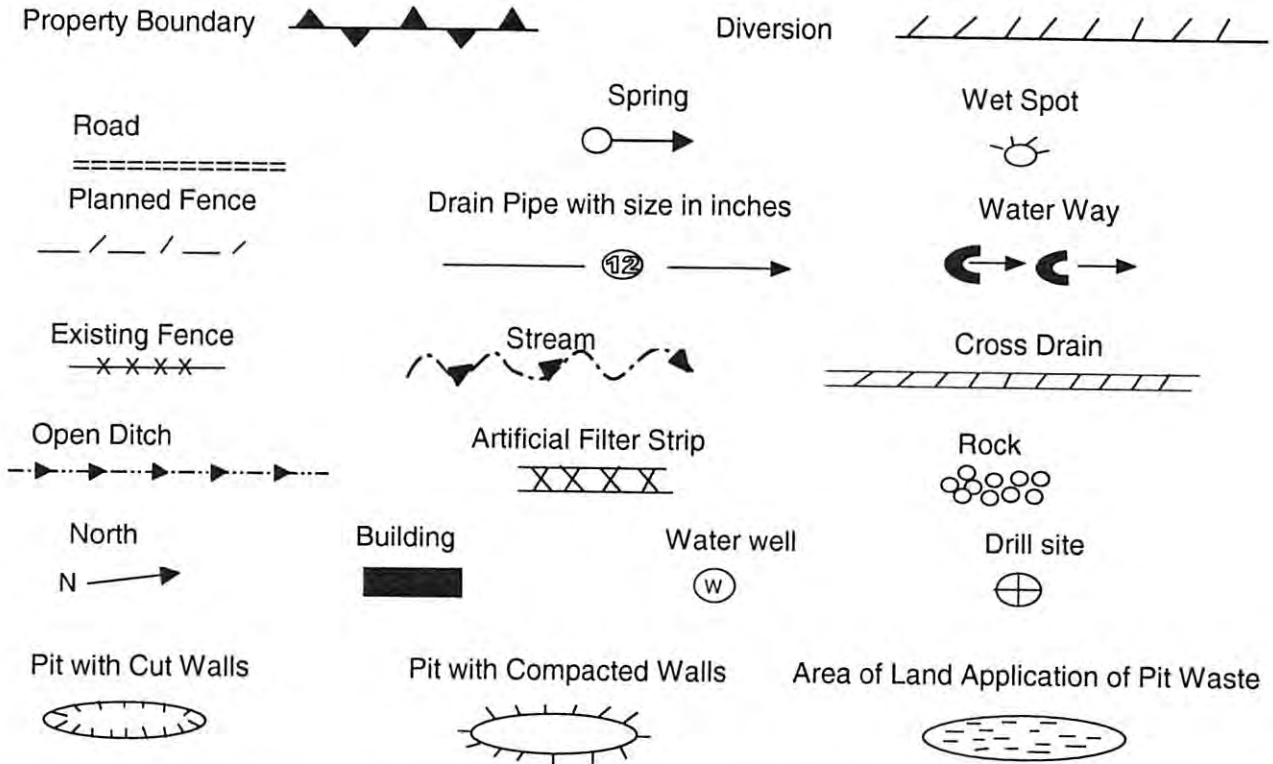 Property Boundary
Diversion
Spring
Wet Spot
Road
Planned Fence
Drain Pipe with size in inches
Water Way
12
Existing Fence
Stream
Cross Drain
X X X X
Open Ditch
Artificial Filter Strip
Rock
X X X X
North
Building
Water well
Drill site
N
W
Pit with Cut Walls
Pit with Compacted Walls
Area of Land Application of Pit Waste